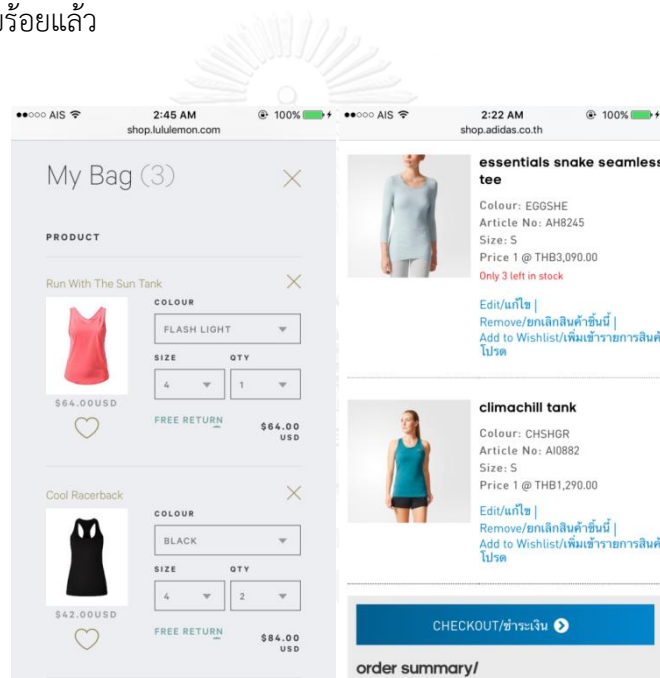 บร้อยแล้ว
AIS 2:45 AM 100%
shop.lululemon.com
My Bag (3)
PRODUCT
Run With The Sun Tank
COLOUR
FLASH LIGHT
SIZE QTY
4 1
$64.00USD
FREE RETURN $64.00
USD
Cool Racerback
COLOUR
BLACK
SIZE QTY
4 2
$42.00USD
FREE RETURN $84.00
USD
AIS 2:22 AM 100%
shop.adidas.co.th
essentials snake seamless
tee
Colour: EGGSHE
Article No: AH8245
Size: S
Price 1 @ THB3,090.00
Only 3 left in stock
Edit/แก้ไข |
Remove/ยกเลิกสินค้าชิ้นนี้ |
Add to Wishlist/เพิ่มเข้ารายการสินค้
โปรด
climachill tank
Colour: CHSHGR
Article No: AI0882
Size: S
Price 1 @ THB1,290.00
Edit/แก้ไข |
Remove/ยกเลิกสินค้าชิ้นนี้ |
Add to Wishlist/เพิ่มเข้ารายการสินค้
โปรด
CHECKOUT/ชำระเงิน
order summary/